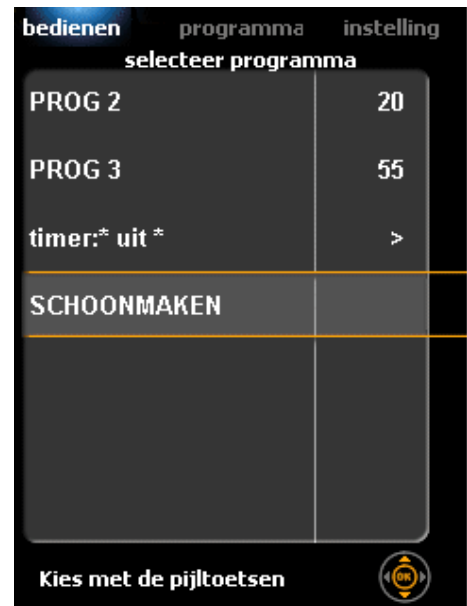 bedienen programma instelling
selecteer programma
PROG 2 20
PROG 3 55
timer:* uit * >
SCHOONMAKEN
Kies met de pijltoetsen OK